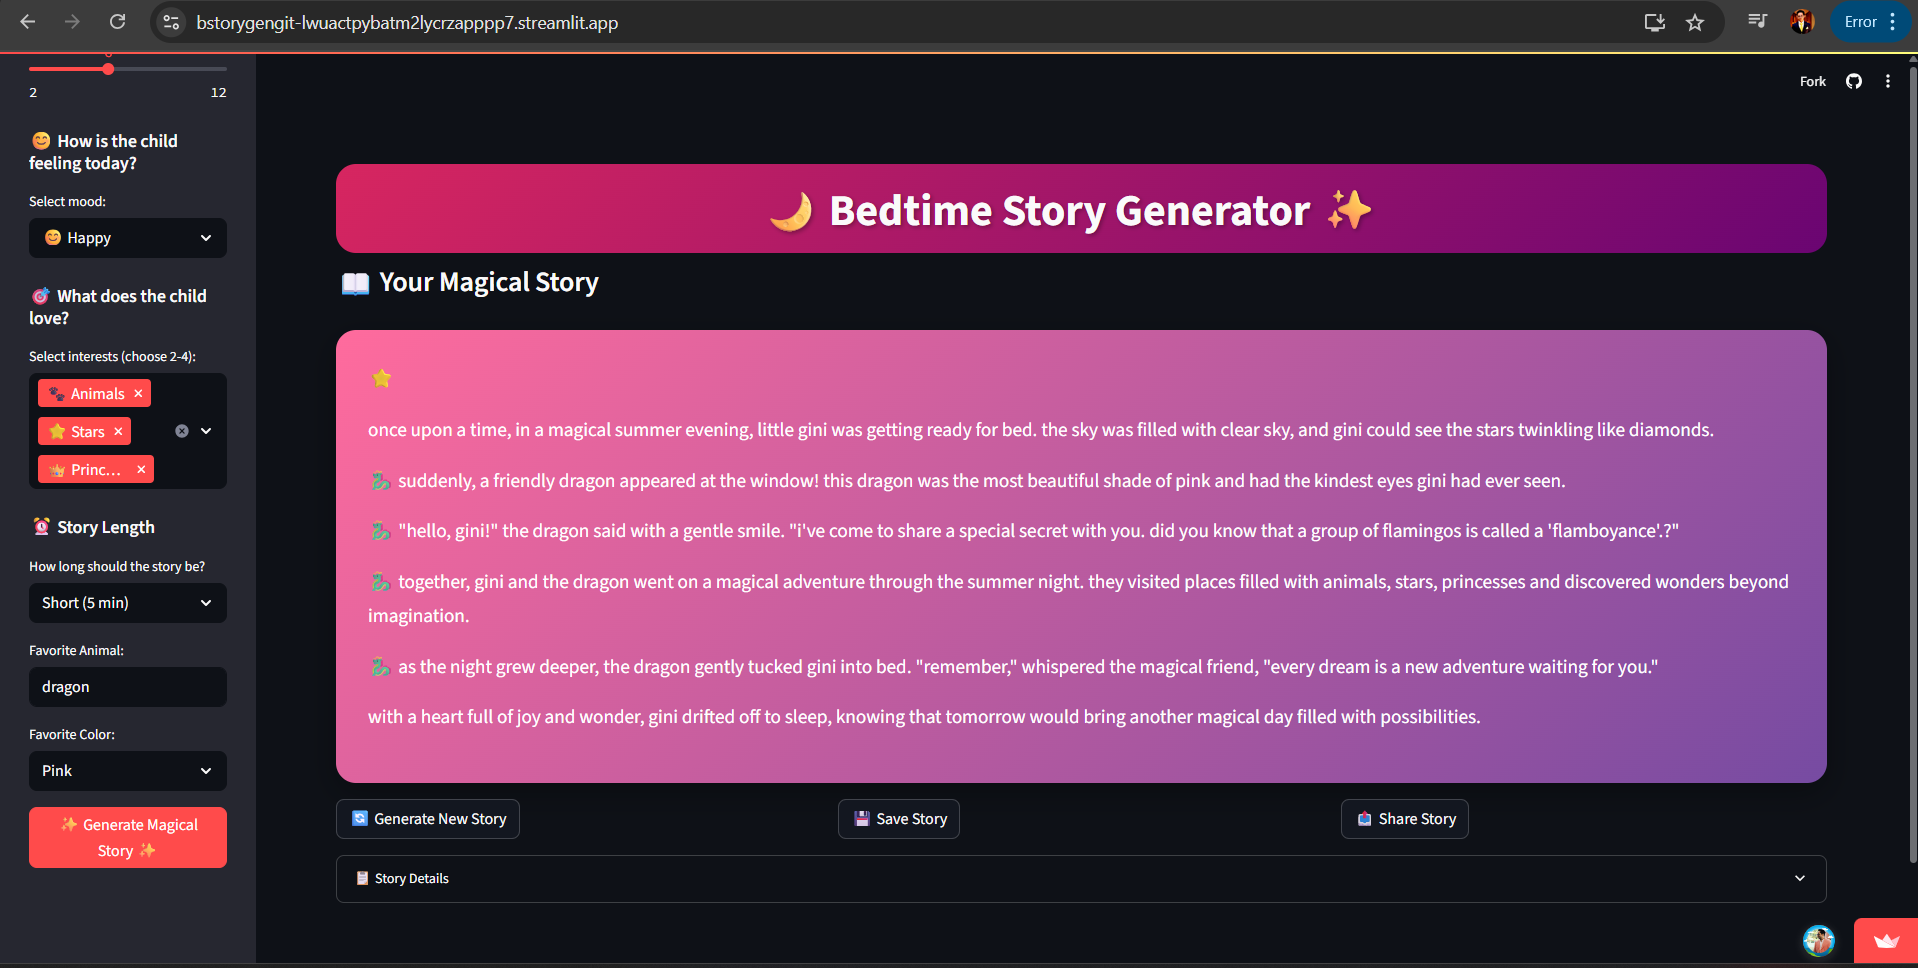 bstorygengit-lwuactpybatm2lycrzapppp7.streamlit.app
Error
Fork
2
12
😊 How is the child
feeling today?
Select mood:
😊 Happy
🎯 What does the child
love?
Select interests (choose 2-4):
🐾 Animals ×
⭐ Stars ×
👑 Princ... ×
⏰ Story Length
How long should the story be?
Short (5 min)
Favorite Animal:
dragon
Favorite Color:
Pink
✨ Generate Magical
Story ✨
🌙 Bedtime Story Generator ✨
📖 Your Magical Story
⭐
once upon a time, in a magical summer evening, little gini was getting ready for bed. the sky was filled with clear sky, and gini could see the stars twinkling like diamonds.
🐉 suddenly, a friendly dragon appeared at the window! this dragon was the most beautiful shade of pink and had the kindest eyes gini had ever seen.
🐉 "hello, gini!" the dragon said with a gentle smile. "i've come to share a special secret with you. did you know that a group of flamingos is called a 'flamboyance'.?"
🐉 together, gini and the dragon went on a magical adventure through the summer night. they visited places filled with animals, stars, princesses and discovered wonders beyond
imagination.
🐉 as the night grew deeper, the dragon gently tucked gini into bed. "remember," whispered the magical friend, "every dream is a new adventure waiting for you."
with a heart full of joy and wonder, gini drifted off to sleep, knowing that tomorrow would bring another magical day filled with possibilities.
🔄 Generate New Story
💾 Save Story
📤 Share Story
📋 Story Details